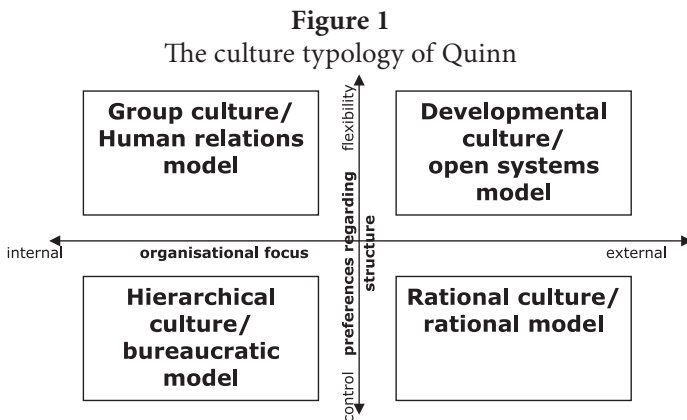 Figure 1
The culture typology of Quinn
Group culture/
Human relations
model
flexibility
Developmental
culture/
open systems
model
internal
organisational focus
preferences regarding
structure
external
Hierarchical
culture/
bureaucratic
model
control
Rational culture/
rational model